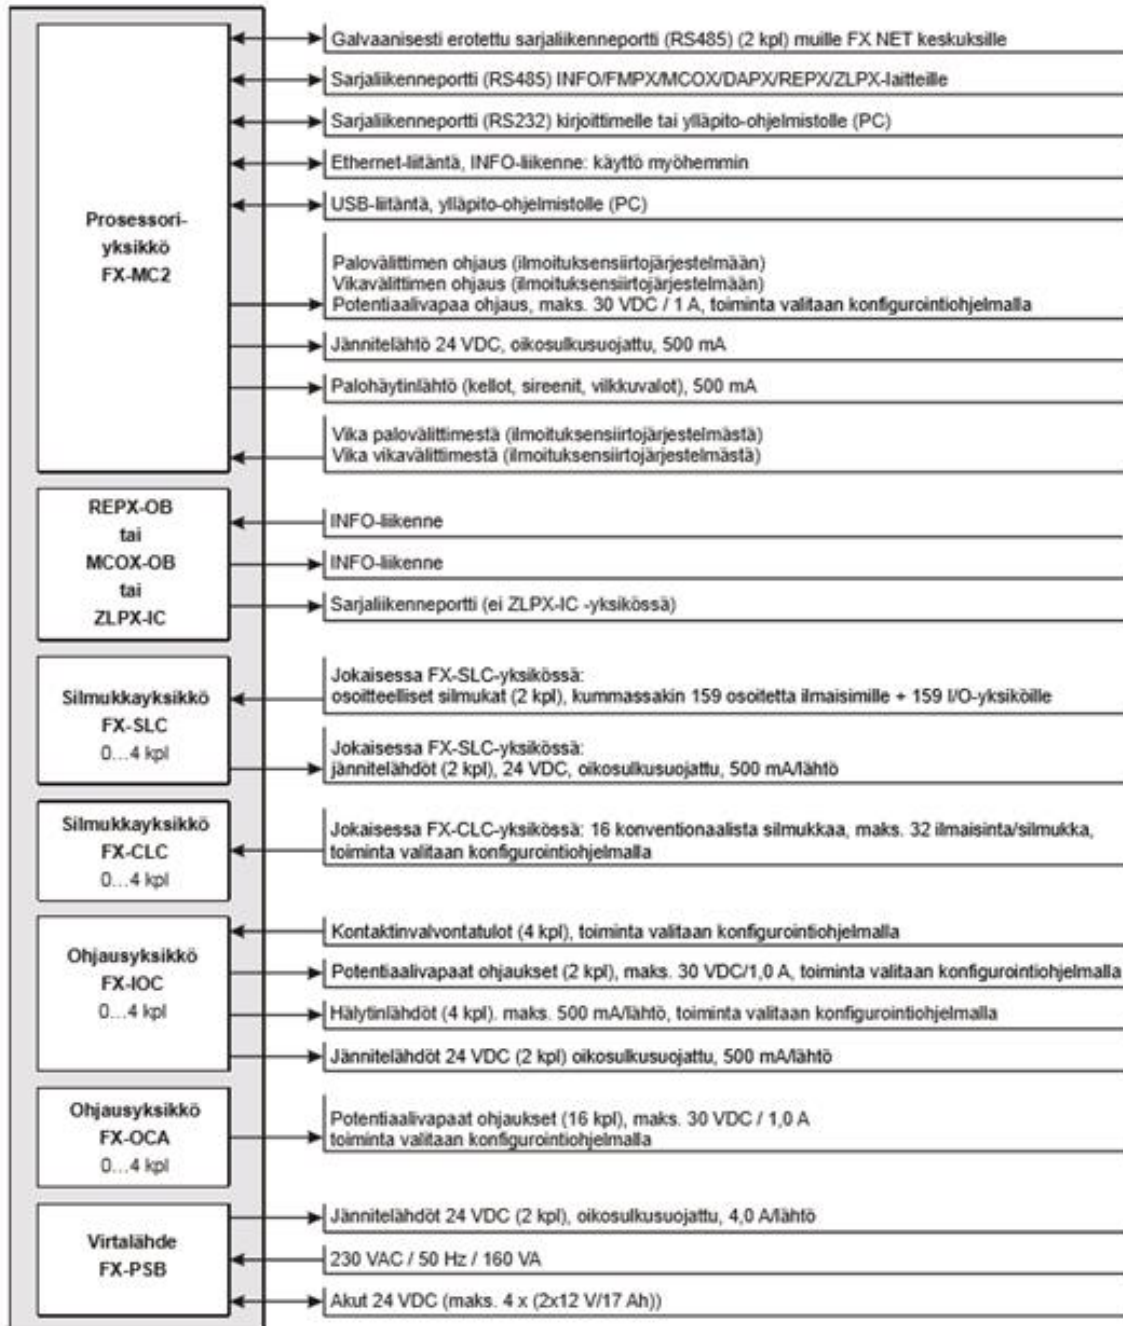 Prosessori-
yksikkö
FX-MC2
Galvaanisesti erotettu sarjaliikenneportti (RS485) (2 kpl) muille FX NET keskuksille
Sarjaliikenneportti (RS485) INFO/FMPX/MCOX/DAPX/REPX/ZLPX-laitteille
Sarjaliikenneportti (RS232) kirjoittimelle tai ylläpito-ohjelmistolle (PC)
Ethernet-liitäntä, INFO-liikenne: käyttö myöhemmin
USB-liitäntä, ylläpito-ohjelmistolle (PC)
Palovälittimen ohjaus (ilmoituksensiirtojärjestelmään)
Vikavälittimen ohjaus (ilmoituksensiirtojärjestelmään)
Potentiaalivapaa ohjaus, maks. 30 VDC / 1 A, toiminta valitaan konfigurointiohjelmalla
Jännitelähtö 24 VDC, oikosulkusuojattu, 500 mA
Palohäytinlähtö (kellot, sireenit, vilkkuvalot), 500 mA
Vika palovälittimestä (ilmoituksensiirtojärjestelmästä)
Vika vikavälittimestä (ilmoituksensiirtojärjestelmästä)
REPX-OB
tai
MCOX-OB
tai
ZLPX-IC
INFO-liikenne
INFO-liikenne
Sarjaliikenneportti (ei ZLPX-IC -yksikössä)
Silmukkayksikkö
FX-SLC
0...4 kpl
Jokaisessa FX-SLC-yksikössä:
osoitteelliset silmukat (2 kpl), kummassakin 159 osoitetta ilmaisimille + 159 I/O-yksiköille
Jokaisessa FX-SLC-yksikössä:
jännitelähdöt (2 kpl), 24 VDC, oikosulkusuojattu, 500 mA/lähtö
Silmukkayksikkö
FX-CLC
0...4 kpl
Jokaisessa FX-CLC-yksikössä: 16 konventionaalista silmukkaa, maks. 32 ilmaisinta/silmukka,
toiminta valitaan konfigurointiohjelmalla
Ohjausyksikkö
FX-IOC
0...4 kpl
Kontaktinvalvontatulot (4 kpl), toiminta valitaan konfigurointiohjelmalla
Potentiaalivapaat ohjaukset (2 kpl), maks. 30 VDC/1,0 A, toiminta valitaan konfigurointiohjelmalla
Hälytinlähdöt (4 kpl). maks. 500 mA/lähtö, toiminta valitaan konfigurointiohjelmalla
Jännitelähdöt 24 VDC (2 kpl) oikosulkusuojattu, 500 mA/lähtö
Ohjausyksikkö
FX-OCA
0...4 kpl
Potentiaalivapaat ohjaukset (16 kpl), maks. 30 VDC / 1,0 A
toiminta valitaan konfigurointiohjelmalla
Virtalähde
FX-PSB
Jännitelähdöt 24 VDC (2 kpl), oikosulkusuojattu, 4,0 A/lähtö
230 VAC / 50 Hz / 160 VA
Akut 24 VDC (maks. 4 x (2x12 V/17 Ah))